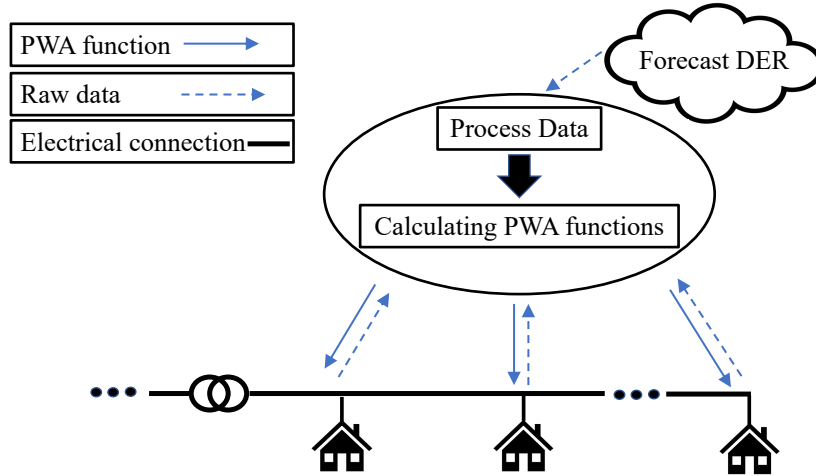 PWA function
Raw data
Electrical connection
Forecast DER
Process Data
Calculating PWA functions